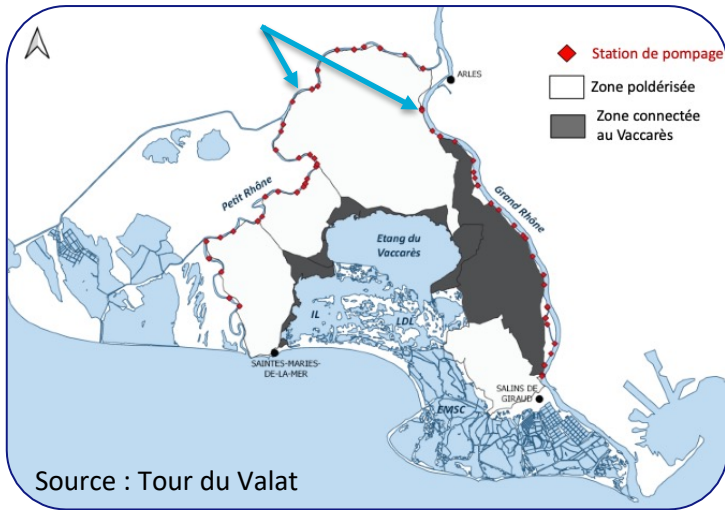 Station de pompage
ARLES
Zone poldérisée
Zone connectée
au Vaccarès
Petit Rhône
Grand Rhône
Etang du
Vaccarès
IL
LDL
SAINTES-MARIES-
DE-LA-MER
SALINS DE
GIRAUD
EMSC
Source : Tour du Valat